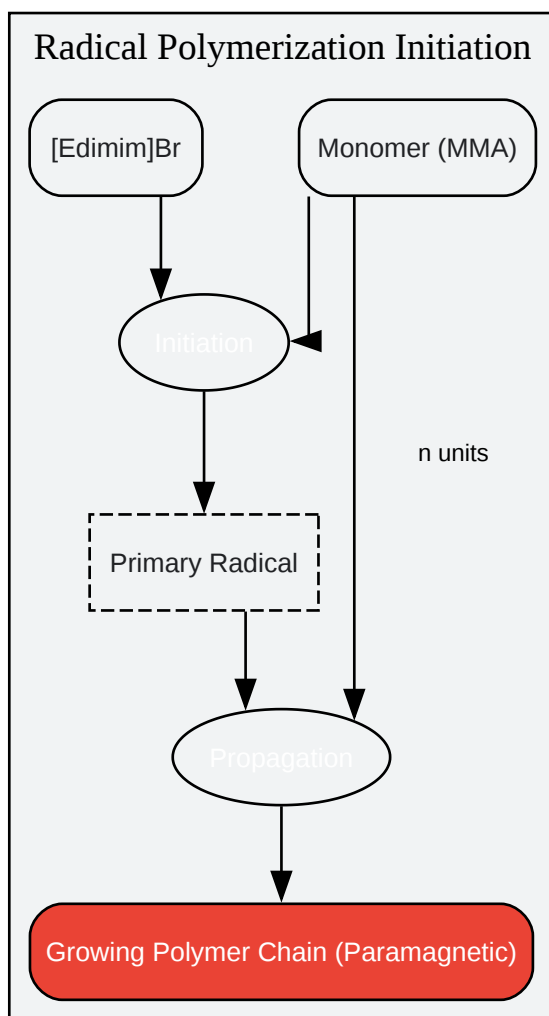 Radical Polymerization Initiation
[Edimim]Br
Monomer (MMA)
Initiation
n units
Primary Radical
Propagation
Growing Polymer Chain (Paramagnetic)